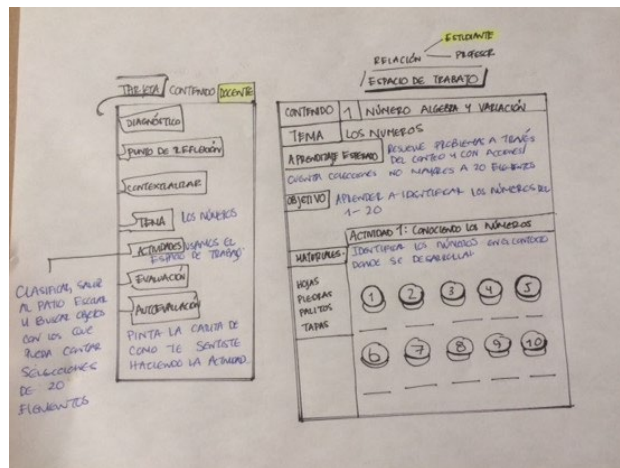 TARJETA CONTENIDO DOCENTE
DIAGNÓSTICO
PUNTO DE REFLEXIÓN
CONTEXTUALIZAR
TEMA LOS NÚMEROS
ACTIVIDADES USAMOS EL
ESPACIO DE TRABAJO
EVALUACIÓN
AUTOEVALUACIÓN
PINTA LA CARITA DE
COMO TE SENTISTE
HACIENDO LA ACTIVIDAD.
CLASIFICAR, SALIR
AL PATIO ESCOLAR
Y BUSCAR OBJETOS
CON LOS QUE
PUEDA CONTAR
SELECCIONES
DE 20
ELEMENTOS
ESTUDIANTE
RELACIÓN PROFESOR
ESPACIO DE TRABAJO
CONTENIDO 1 NÚMERO ALGEBRA Y VARIACIÓN
TEMA LOS NUMEROS
APRENDIZAJE ESPERADO RESUELVE PROBLEMAS A TRAVÉS
DEL CONTEO Y CON ACCIONES
CUENTA COLECCIONES NO MAYORES A 20 ELEMENTOS
OBJETIVO APRENDER A IDENTIFICAR LOS NÚMEROS DEL
1-20
ACTIVIDAD 1: CONOCIENDO LOS NÚMEROS
MATERIALES. IDENTIFICA LOS NÚMEROS EN EL CONTEXTO
DONDE SE DESARROLLA
HOJAS
PIEDRAS
PALITOS
TAPAS
1 2 3 4 5
6 7 8 9 10